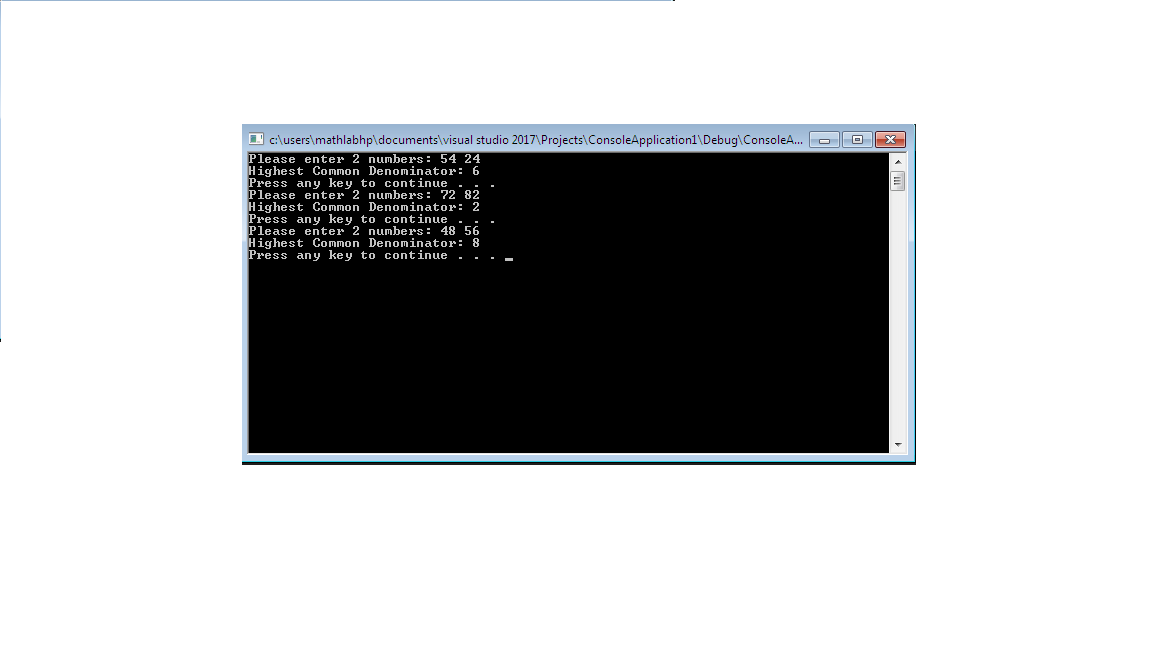 c:\users\mathlabhp\documents\visual studio 2017\Projects\ConsoleApplication1\Debug\ConsoleA...
Please enter 2 numbers: 54 24
Highest Common Denominator: 6
Press any key to continue . . .
Please enter 2 numbers: 72 82
Highest Common Denominator: 2
Press any key to continue . . .
Please enter 2 numbers: 48 56
Highest Common Denominator: 8
Press any key to continue . . . _